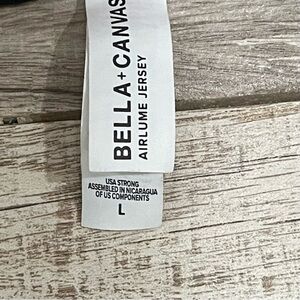 BELLA+CANVAS
AIRLUME JERSEY
USA STRONG
ASSEMBLED IN NICARAGUA
OF US COMPONENTS
L